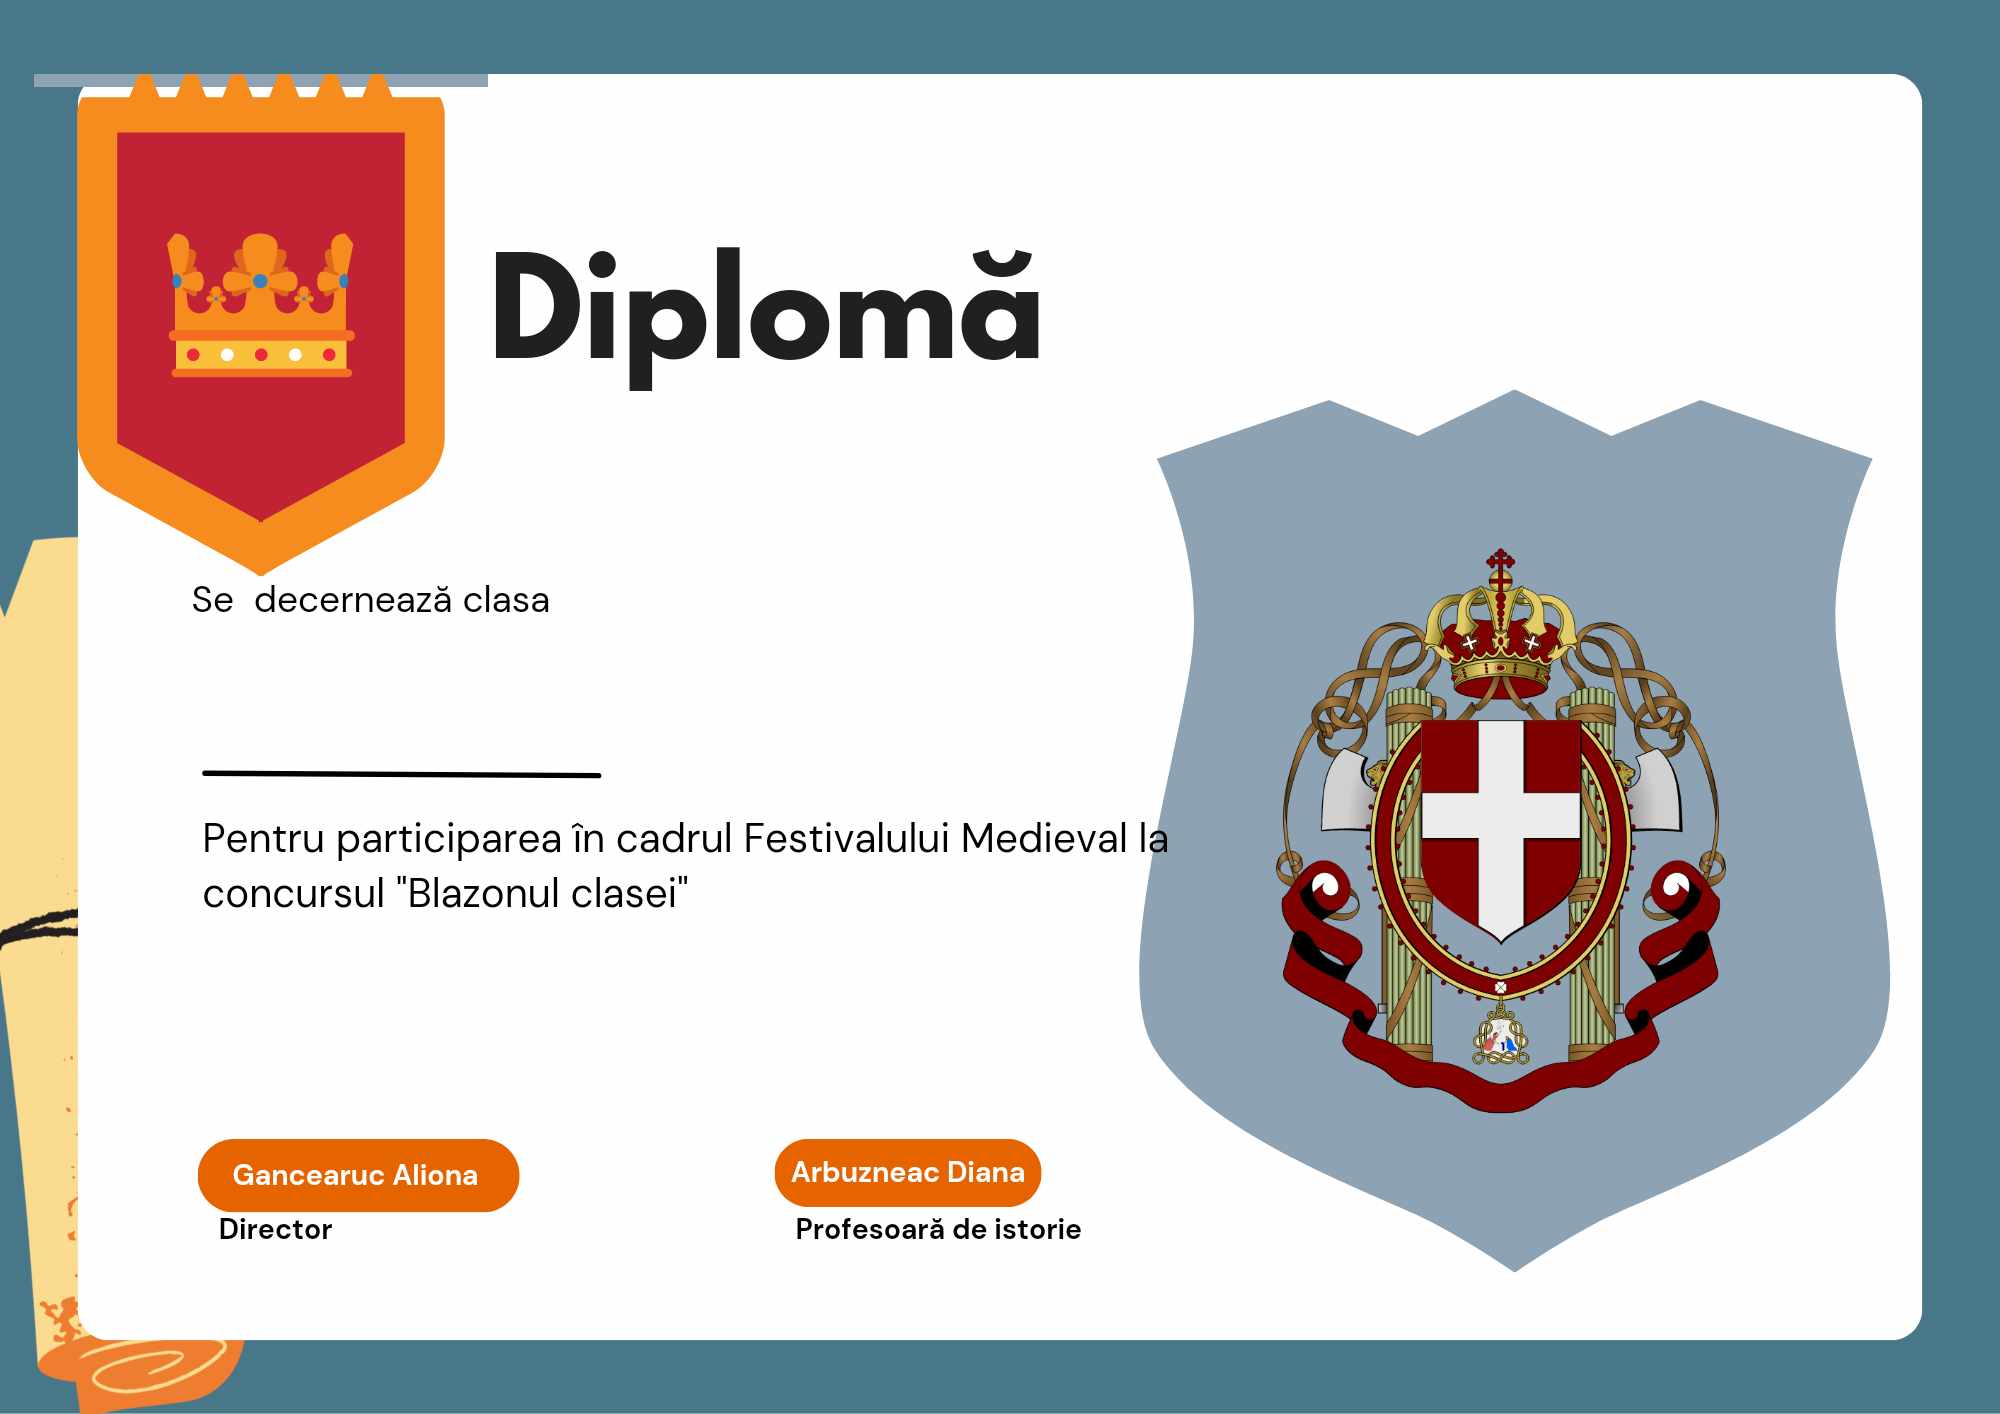 Diplomă
Se decernează clasa
Pentru participarea în cadrul Festivalului Medieval la
concursul "Blazonul clasei"
Gancearuc Aliona
Director
Arbuzneac Diana
Profesoară de istorie